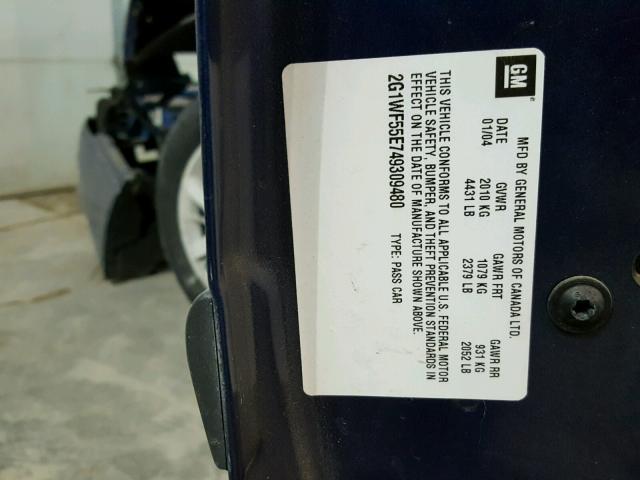 GM
MFD BY GENERAL MOTORS OF CANADA LTD.
DATE GVWR GAWR FRT GAWR RR
01/04 2010 KG 1079 KG 931 KG
4431 LB 2379 LB 2052 LB
THIS VEHICLE CONFORMS TO ALL APPLICABLE U.S. FEDERAL MOTOR
VEHICLE SAFETY, BUMPER, AND THEFT PREVENTION STANDARDS IN
EFFECT ON THE DATE OF MANUFACTURE SHOWN ABOVE.
2G1WF55E749309480 TYPE: PASS CAR